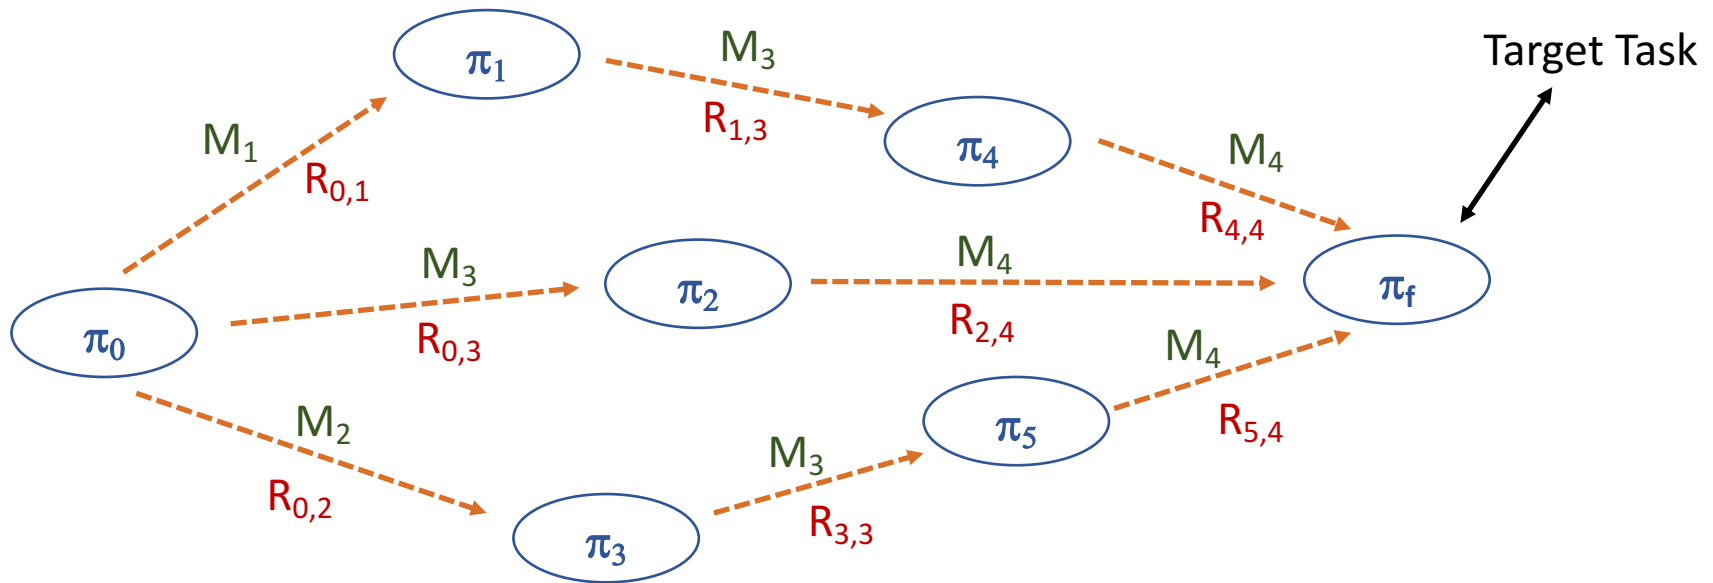 π₁
M₃
R₁,₃
Target Task
M₁
R₀,₁
π₄
M₄
R₄,₄
M₃
R₀,₃
π₂
M₄
R₂,₄
π_f
π₀
M₂
R₀,₂
M₃
R₃,₃
π₅
M₄
R₅,₄
π₃